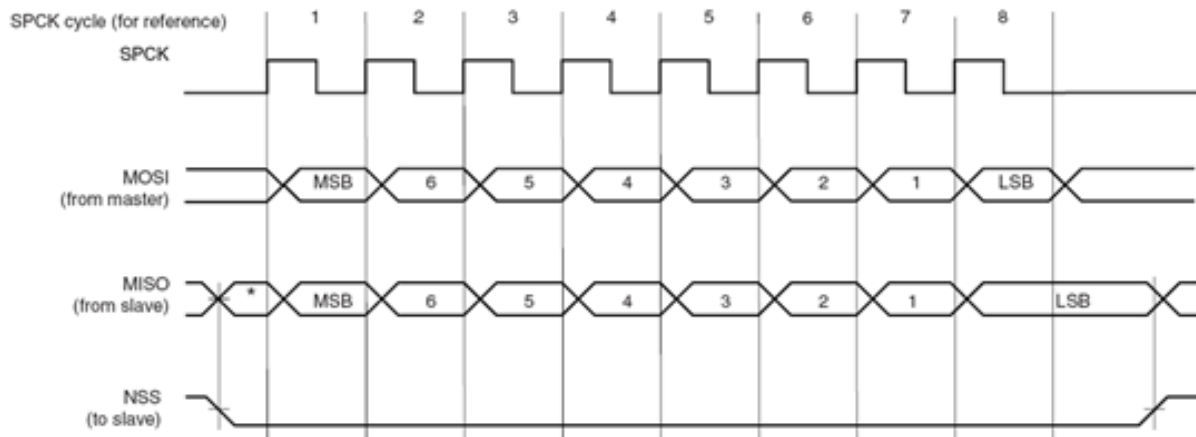 SPCK cycle (for reference) 1 2 3 4 5 6 7 8
SPCK
MOSI
(from master)
MSB 6 5 4 3 2 1 LSB
MISO
(from slave)
* MSB 6 5 4 3 2 1 LSB
NSS
(to slave)